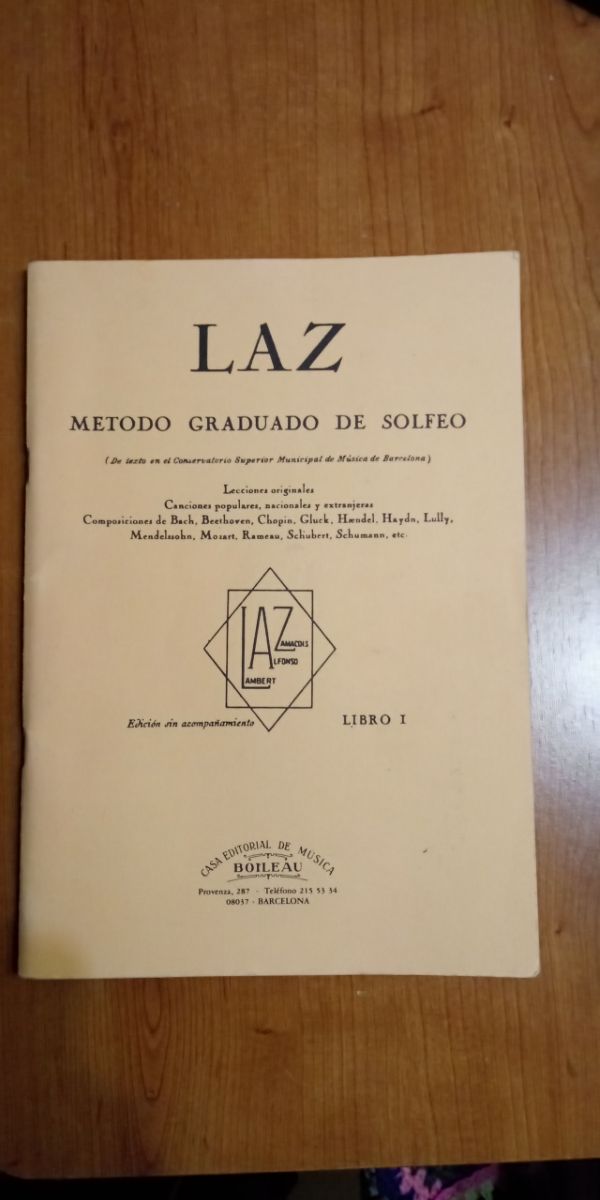 LAZ
METODO GRADUADO DE SOLFEO
(De texto en el Conservatorio Superior Municipal de Música de Barcelona)
Lecciones originales
Canciones populares, nacionales y extranjeras
Composiciones de Bach, Beethoven, Chopin, Gluck, Hændel, Haydn, Lully,
Mendelssohn, Mozart, Rameau, Schubert, Schumann, etc.
ZAMACOIS
ALFONSO
LAMBERT
Edición sin acompañamiento LIBRO I
CASA EDITORIAL DE MÚSICA
BOILEAU
Provenza, 287 - Teléfono 215 53 34
08037 - BARCELONA